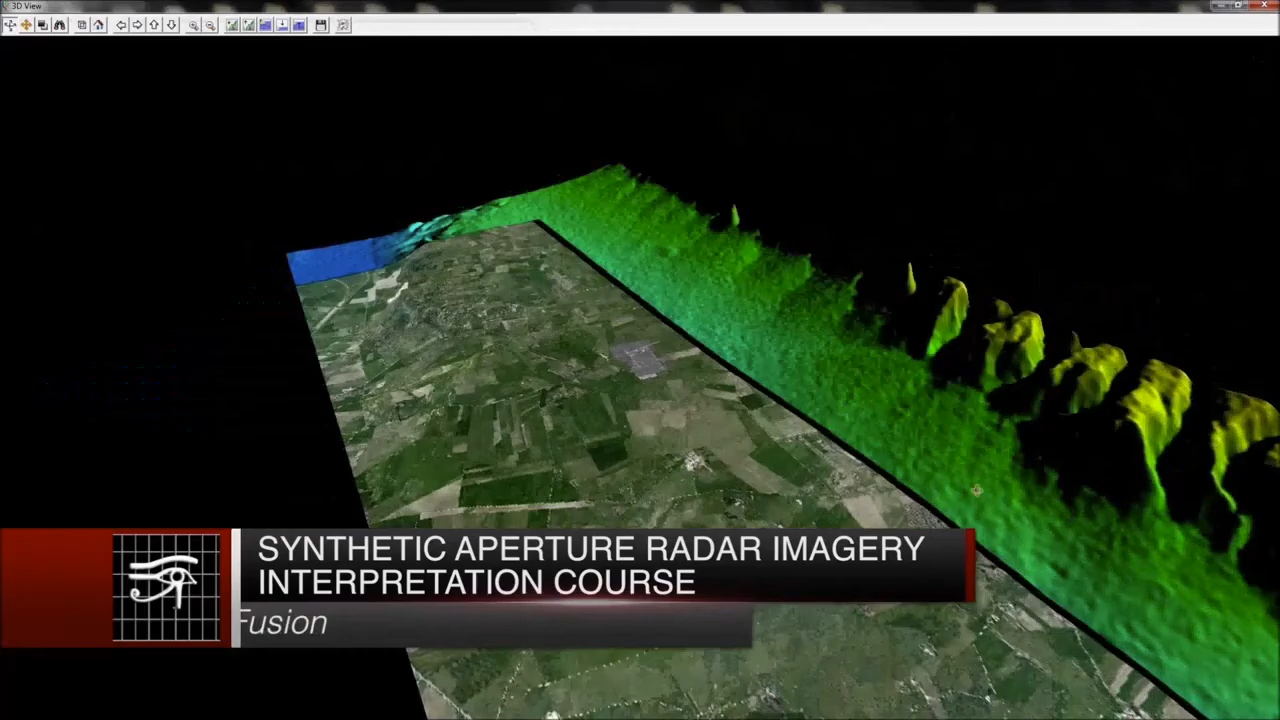 3D View
SYNTHETIC APERTURE RADAR IMAGERY
INTERPRETATION COURSE
Fusion